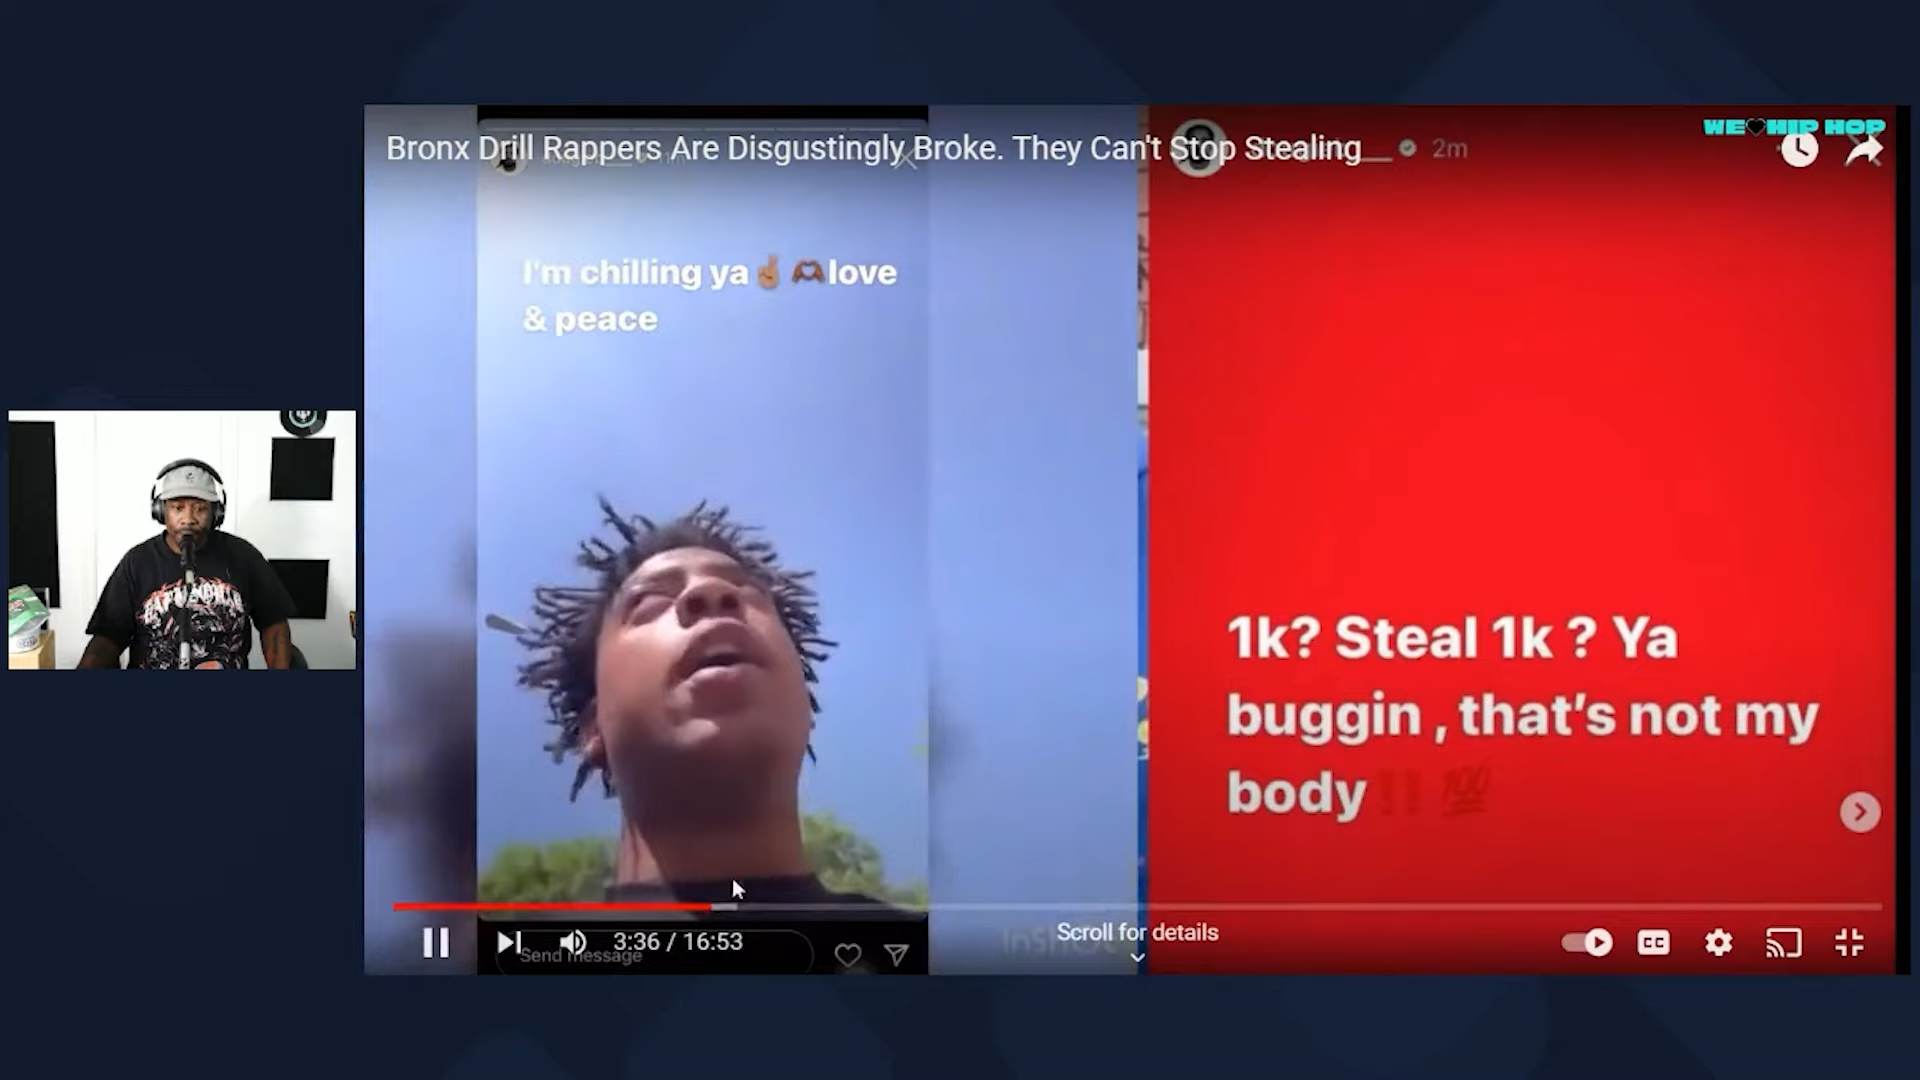 WE HIP HOP
Bronx Drill Rappers Are Disgustingly Broke. They Can't Stop Stealing
2m
I'm chilling ya✌🏾🫶🏾love
& peace
1k? Steal 1k ? Ya
buggin , that's not my
body‼️💯
Scroll for details
3:36 / 16:53
CC
Send message